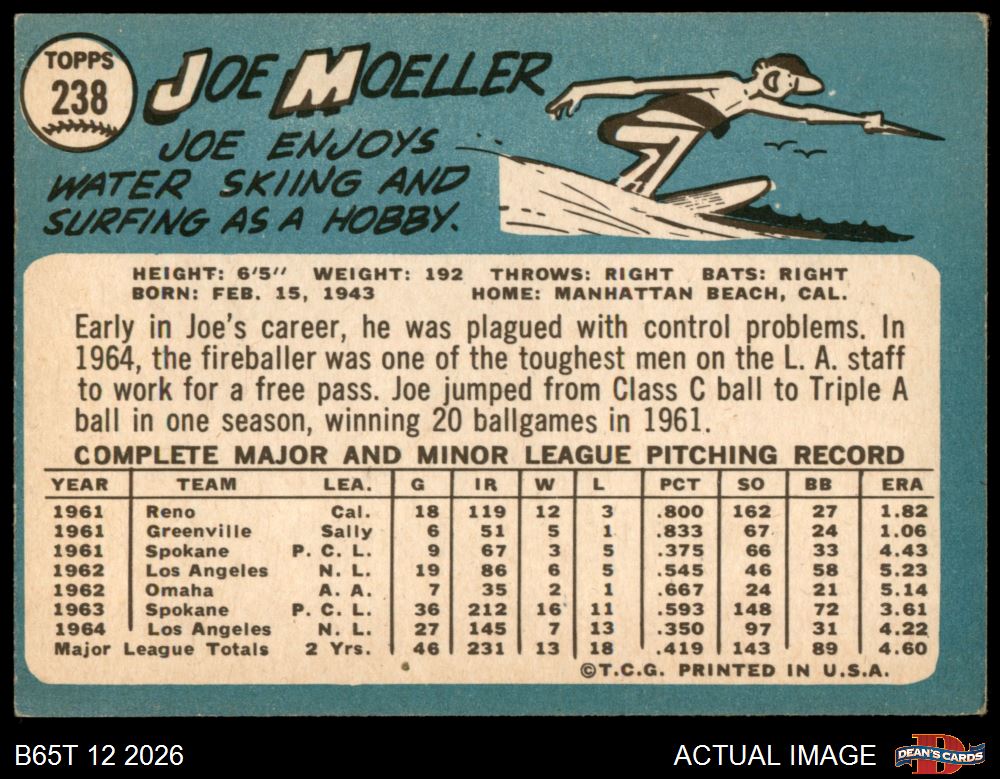 TOPPS
238
JOE MOELLER
JOE ENJOYS
WATER SKIING AND
SURFING AS A HOBBY.
HEIGHT: 6'5" WEIGHT: 192 THROWS: RIGHT BATS: RIGHT
BORN: FEB. 15, 1943 HOME: MANHATTAN BEACH, CAL.
Early in Joe's career, he was plagued with control problems. In
1964, the fireballer was one of the toughest men on the L. A. staff
to work for a free pass. Joe jumped from Class C ball to Triple A
ball in one season, winning 20 ballgames in 1961.
COMPLETE MAJOR AND MINOR LEAGUE PITCHING RECORD
YEAR TEAM LEA. G IR W L PCT SO BB ERA
1961 Reno Cal. 18 119 12 3 .800 162 27 1.82
1961 Greenville Sally 6 51 5 1 .833 67 24 1.06
1961 Spokane P. C. L. 9 67 3 5 .375 66 33 4.43
1962 Los Angeles N. L. 19 86 6 5 .545 46 58 5.23
1962 Omaha A. A. 7 35 2 1 .667 24 21 5.14
1963 Spokane P. C. L. 36 212 16 11 .593 148 72 3.61
1964 Los Angeles N. L. 27 145 7 13 .350 97 31 4.22
Major League Totals 2 Yrs. 46 231 13 18 .419 143 89 4.60
©T.C.G. PRINTED IN U.S.A.
B65T 12 2026
ACTUAL IMAGE
DEAN'S CARDS